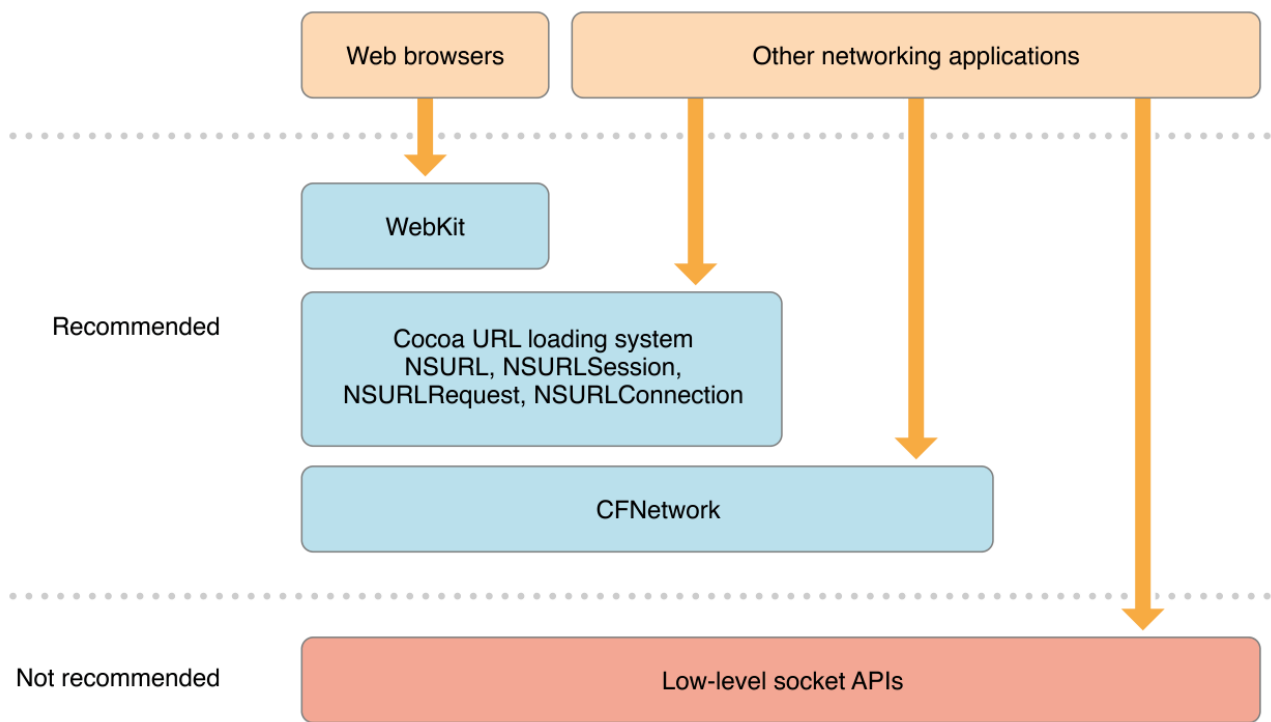 Web browsers
Other networking applications
Recommended
WebKit
Cocoa URL loading system
NSURL, NSURLSession,
NSURLRequest, NSURLConnection
CFNetwork
Not recommended
Low-level socket APIs